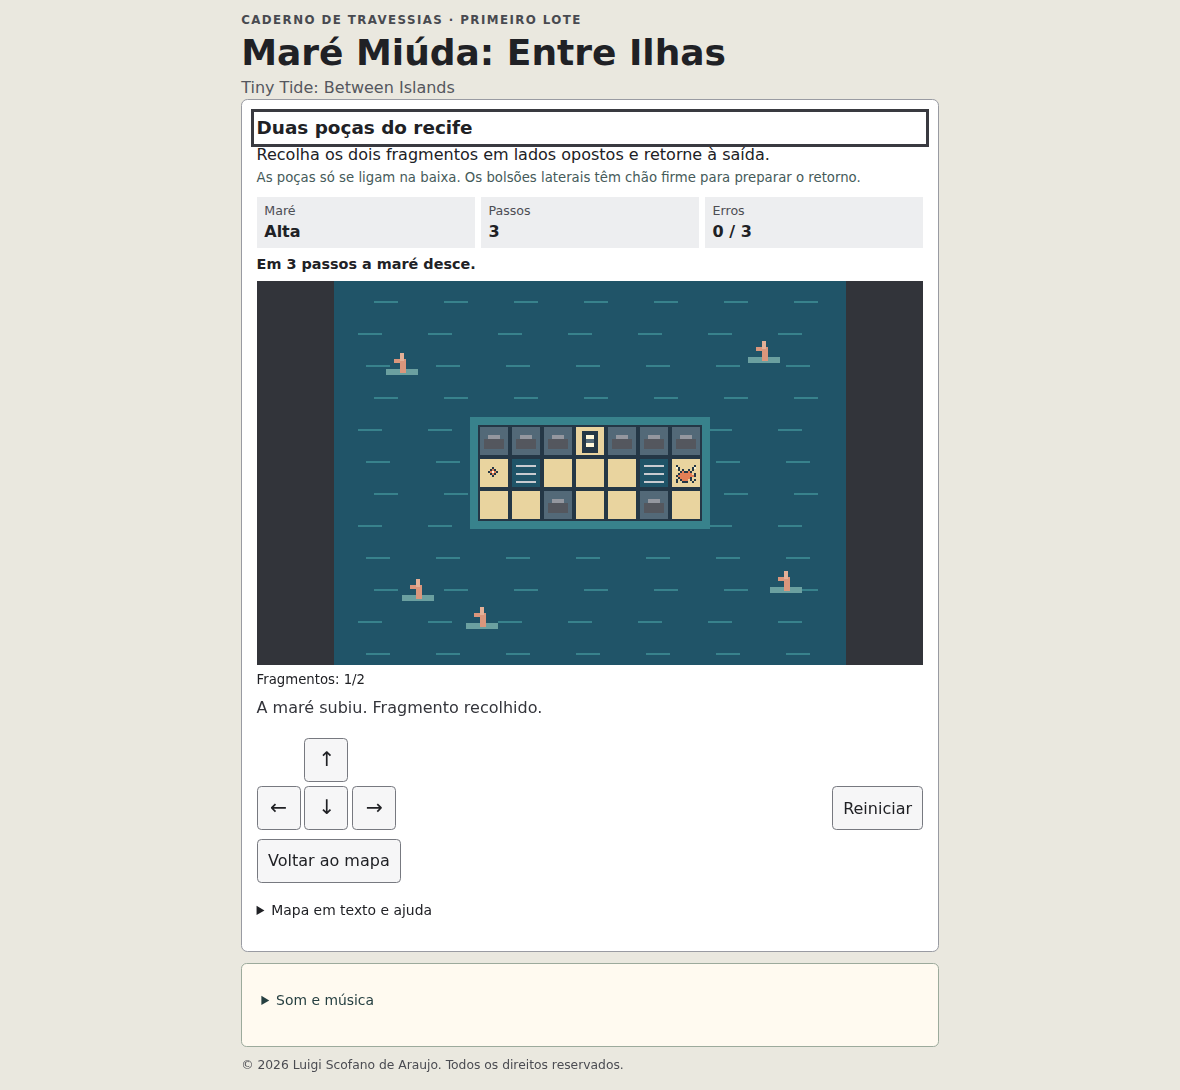 CADERNO DE TRAVESSIAS · PRIMEIRO LOTE
Maré Miúda: Entre Ilhas
Tiny Tide: Between Islands
Duas poças do recife
Recolha os dois fragmentos em lados opostos e retorne à saída.
As poças só se ligam na baixa. Os bolsões laterais têm chão firme para preparar o retorno.
Maré
Alta
Passos
3
Erros
0 / 3
Em 3 passos a maré desce.
Fragmentos: 1/2
A maré subiu. Fragmento recolhido.
↑
← ↓ →
Reiniciar
Voltar ao mapa
▶ Mapa em texto e ajuda
▶ Som e música
© 2026 Luigi Scofano de Araujo. Todos os direitos reservados.